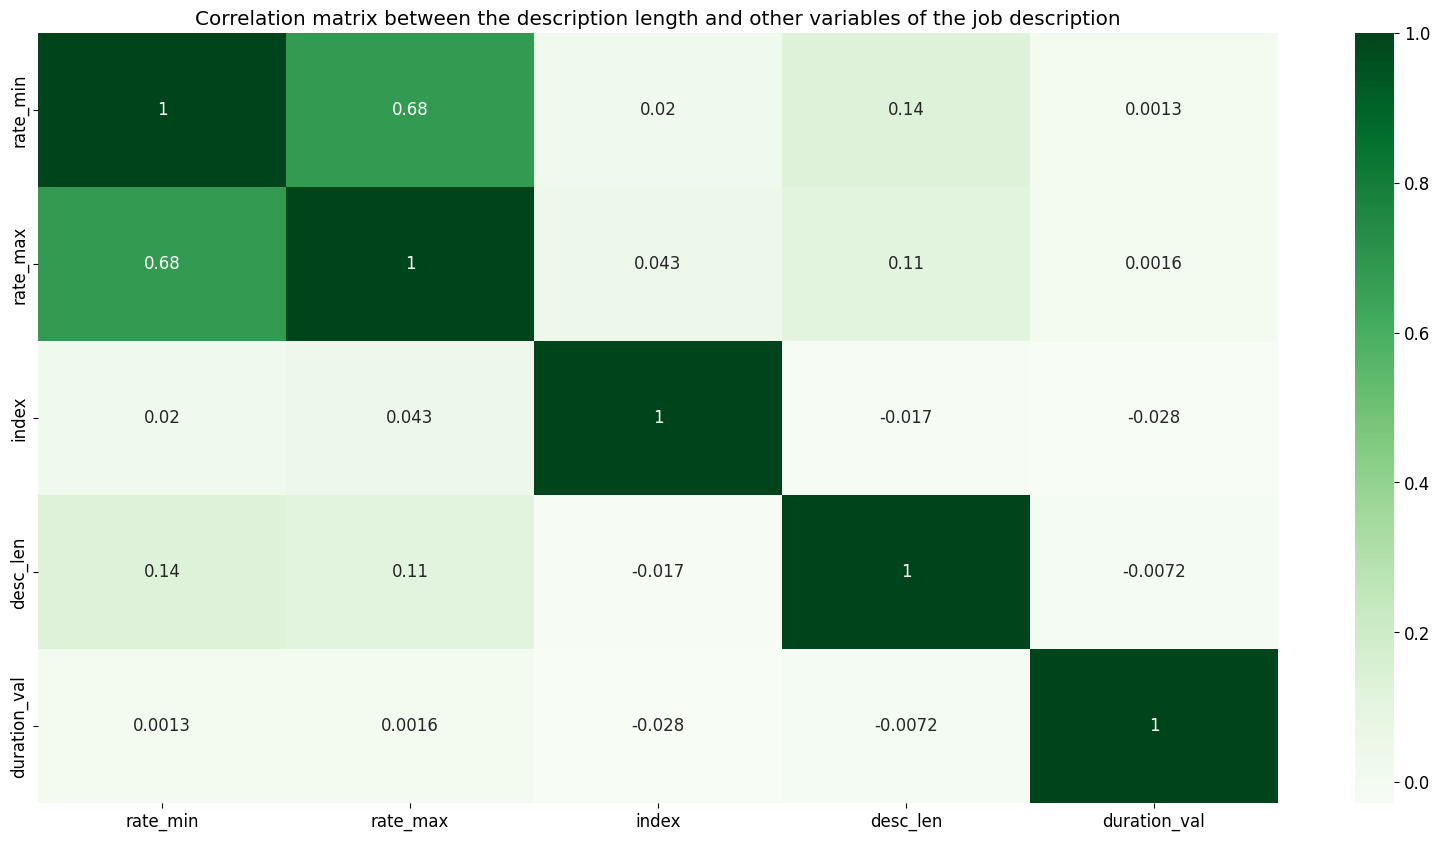 Correlation matrix between the description length and other variables of the job description
rate_min
1
0.68
0.02
0.14
0.0013
rate_max
0.68
1
0.043
0.11
0.0016
index
0.02
0.043
1
-0.017
-0.028
desc_len
0.14
0.11
-0.017
1
-0.0072
duration_val
0.0013
0.0016
-0.028
-0.0072
1
rate_min
rate_max
index
desc_len
duration_val
1.0
0.8
0.6
0.4
0.2
0.0